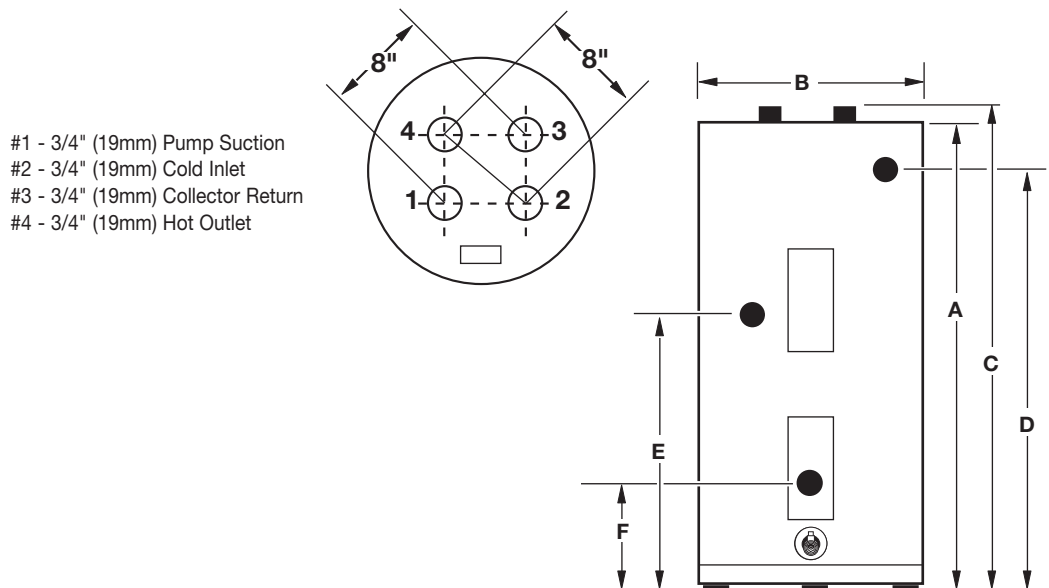 #1 - 3/4" (19mm) Pump Suction
#2 - 3/4" (19mm) Cold Inlet
#3 - 3/4" (19mm) Collector Return
#4 - 3/4" (19mm) Hot Outlet
8" 8"
4 3
1 2
B
A
C
D
E
F